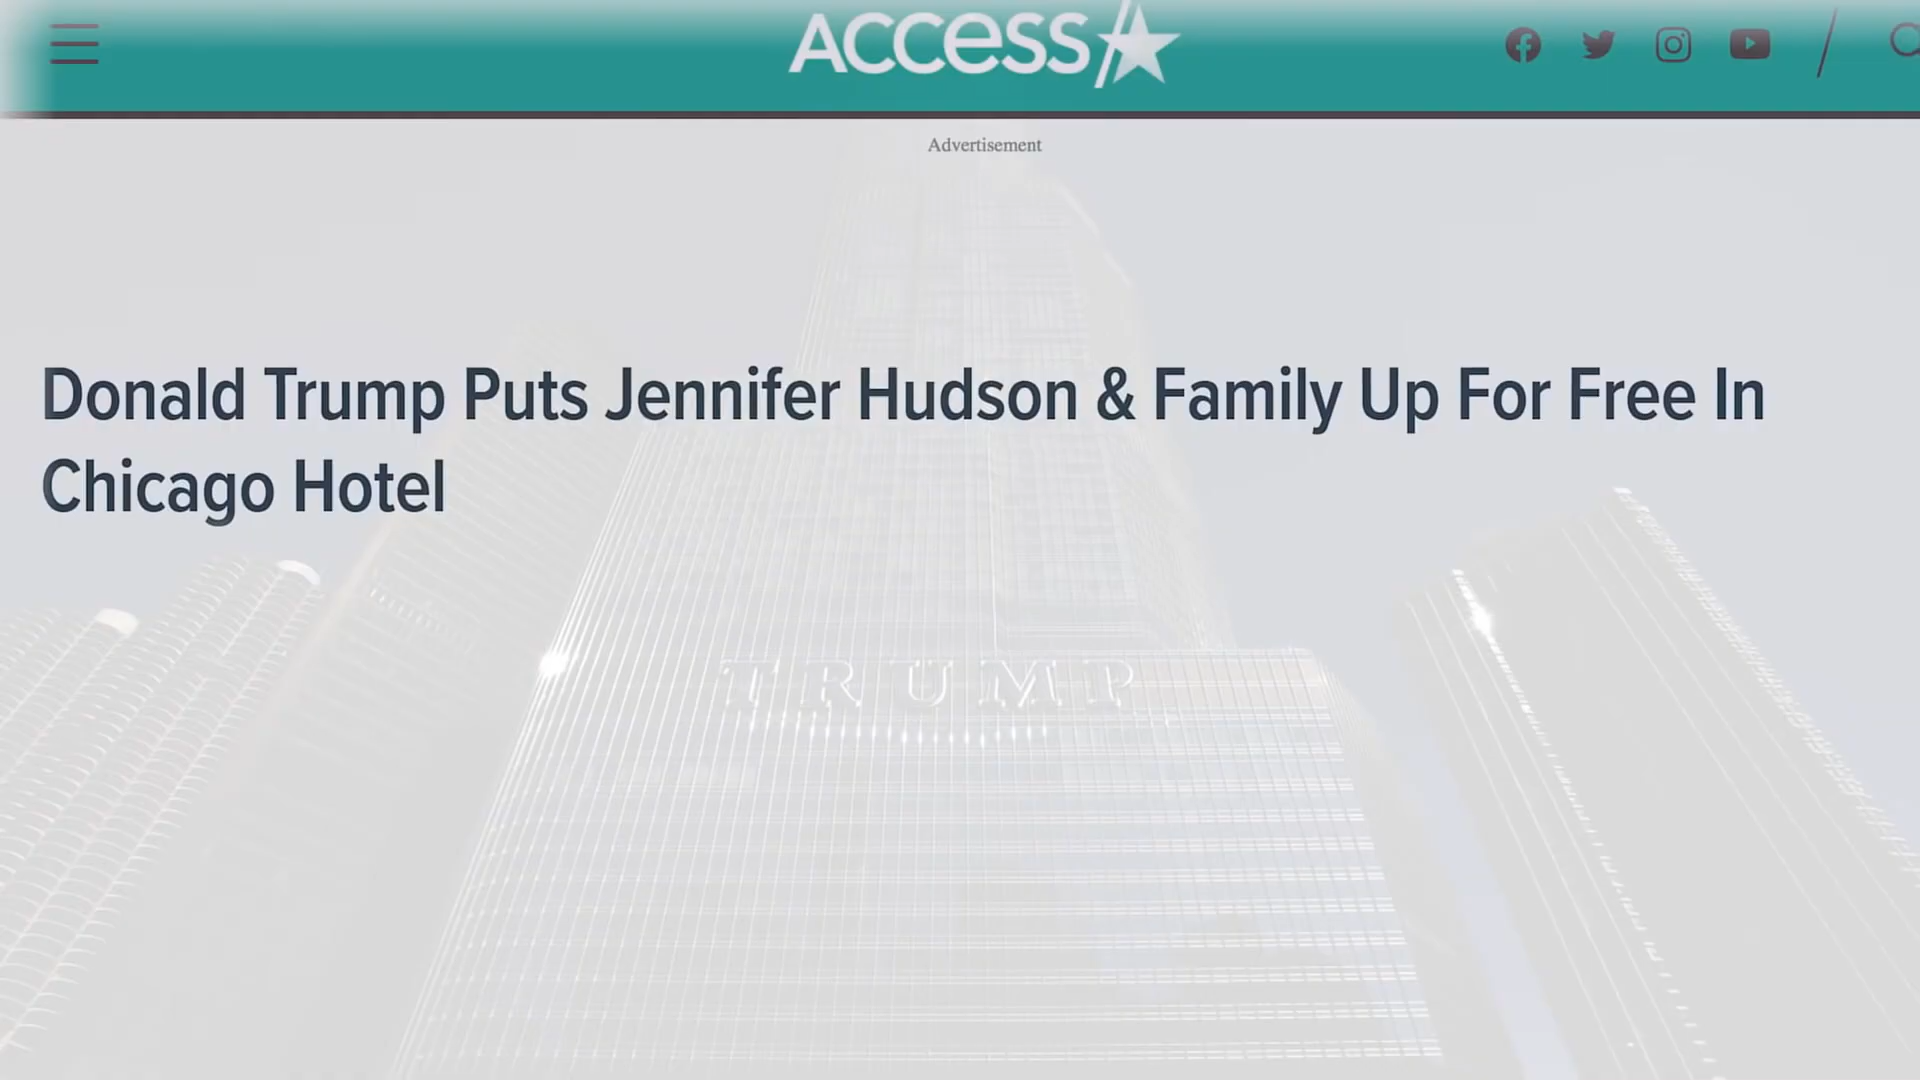 ACCESS
Advertisement
Donald Trump Puts Jennifer Hudson & Family Up For Free In
Chicago Hotel
TRUMP